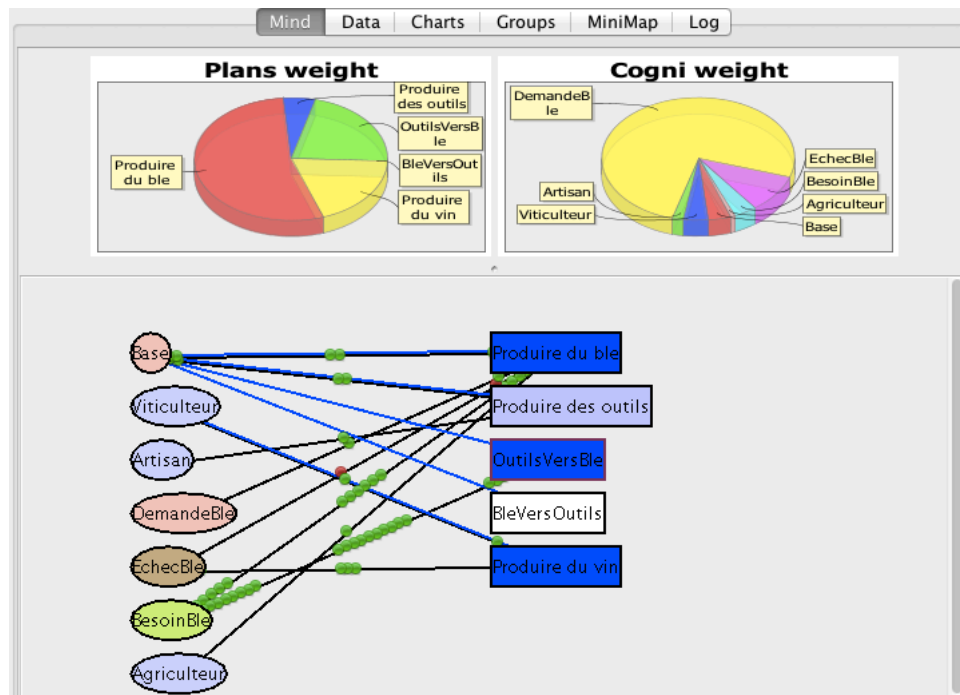 Mind Data Charts Groups MiniMap Log
Plans weight
Produire
des outils
OutilsVersB
le
BleVersOut
ils
Produire
du vin
Produire
du ble
Cogni weight
DemandeB
le
EchecBle
BesoinBle
Agriculteur
Base
Artisan
Viticulteur
Base
Viticulteur
Artisan
DemandeBle
EchecBle
BesoinBle
Agriculteur
Produire du ble
Produire des outils
OutilsVersBle
BleVersOutils
Produire du vin